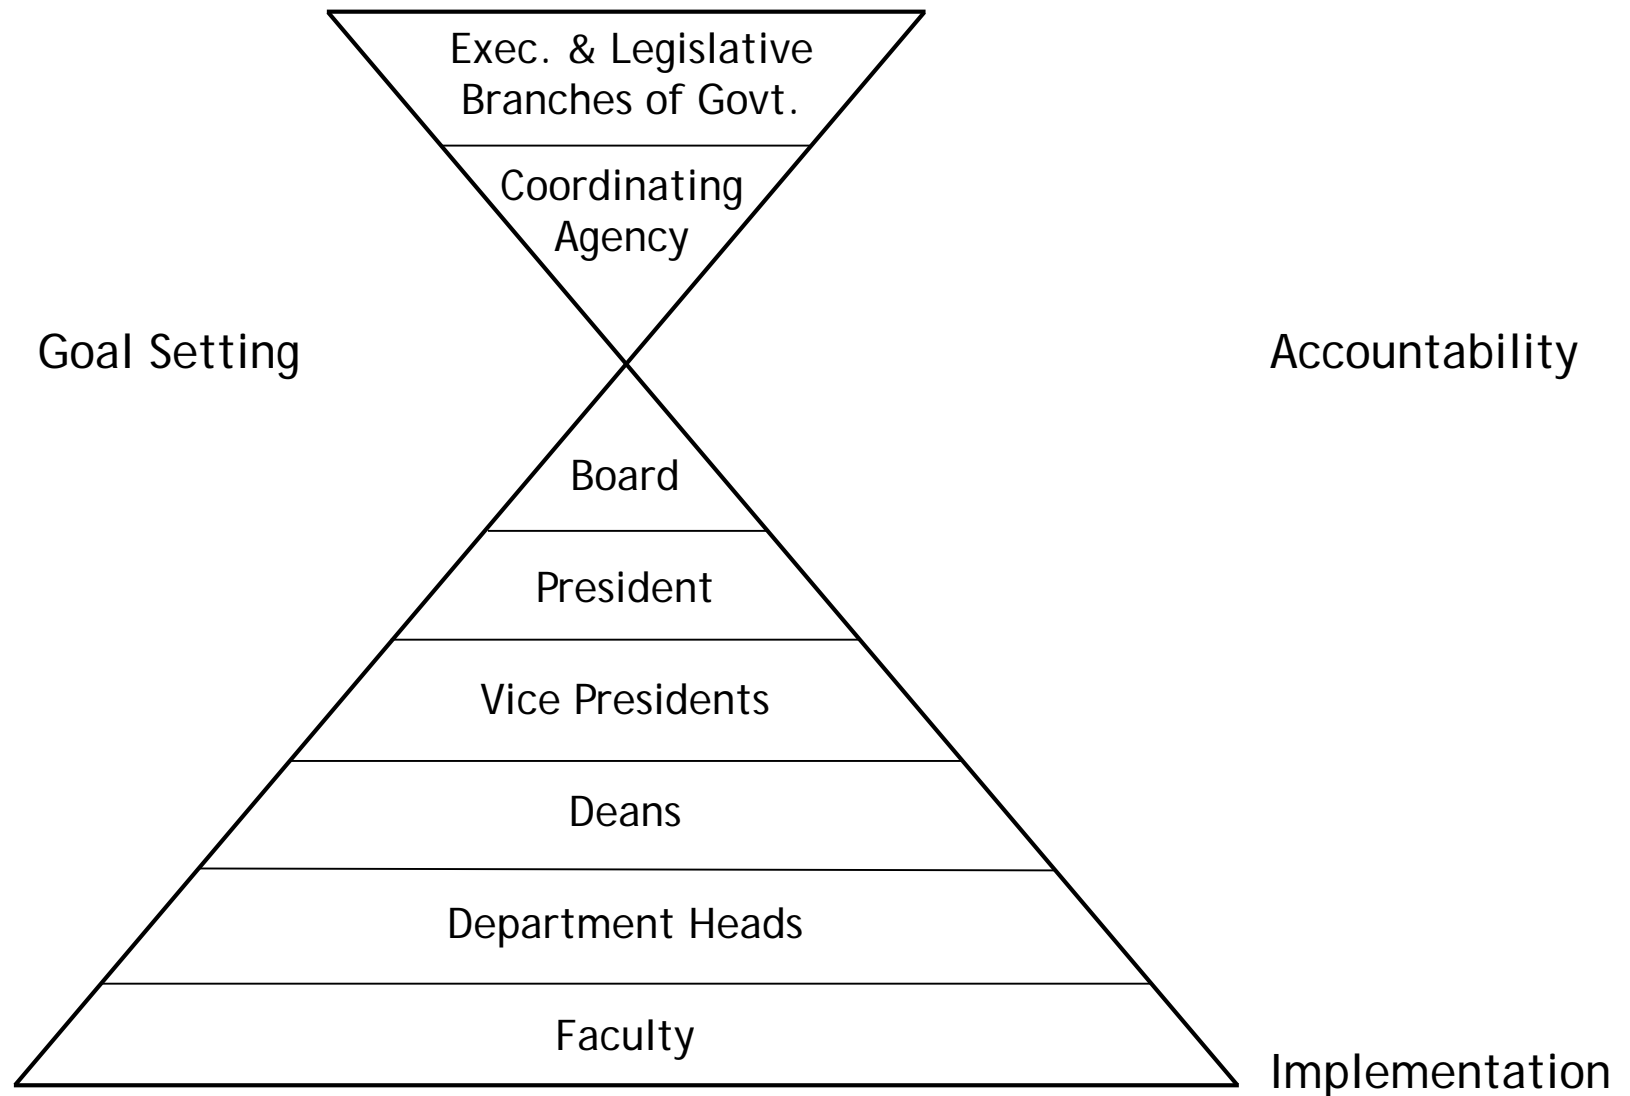 Exec. & Legislative
Branches of Govt.
Coordinating
Agency
Goal Setting
Accountability
Board
President
Vice Presidents
Deans
Department Heads
Faculty
Implementation